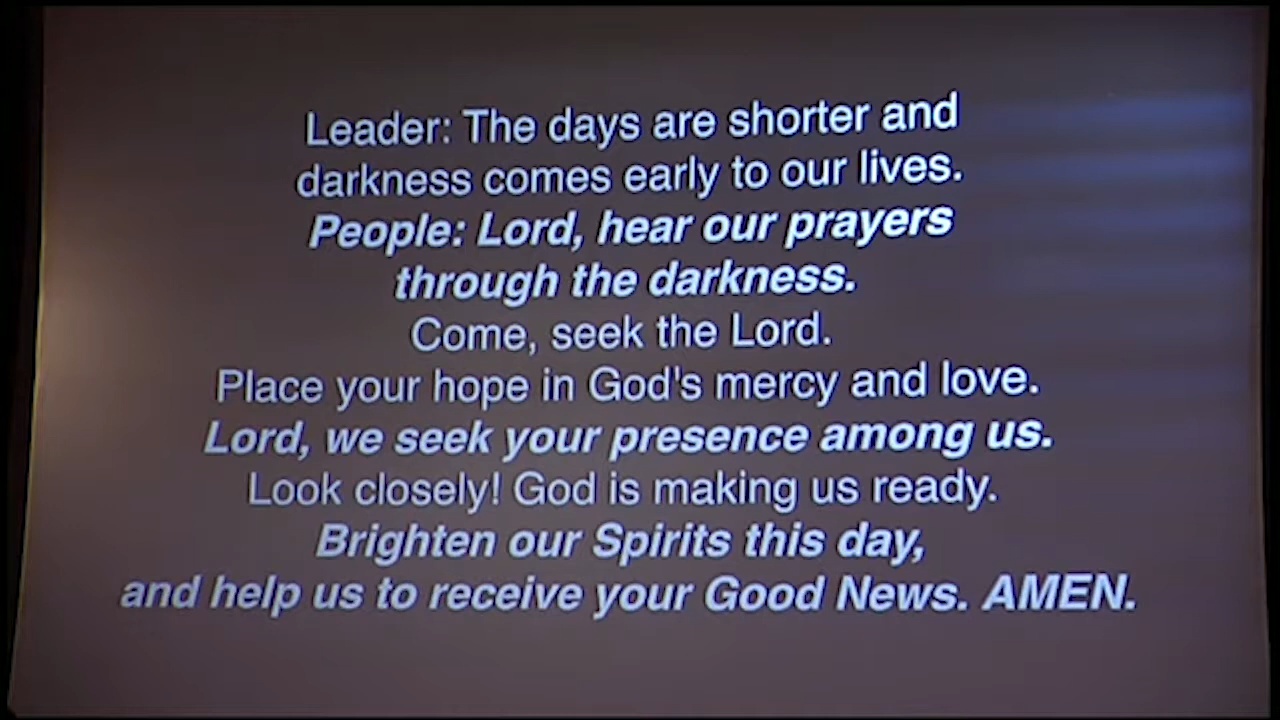 Leader: The days are shorter and
darkness comes early to our lives.
People: Lord, hear our prayers
through the darkness.
Come, seek the Lord.
Place your hope in God's mercy and love.
Lord, we seek your presence among us.
Look closely! God is making us ready.
Brighten our Spirits this day,
and help us to receive your Good News. AMEN.